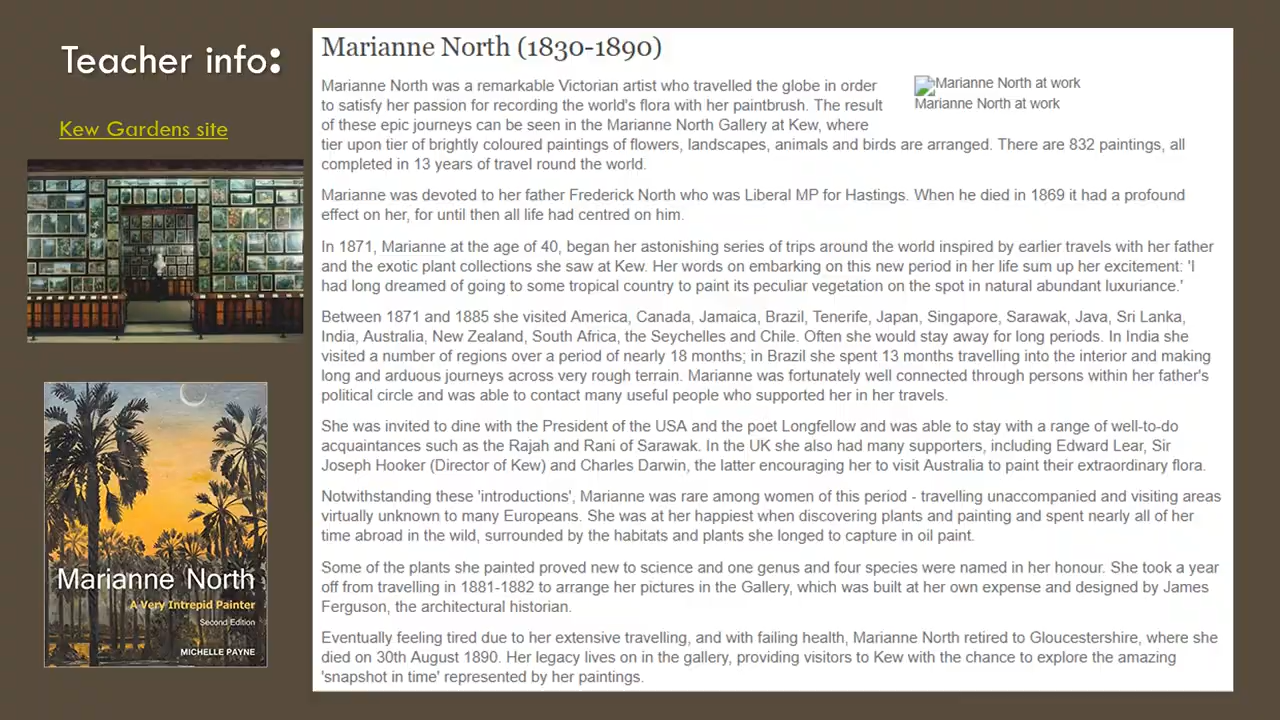 Teacher info:
Kew Gardens site
Marianne North
A Very Intrepid Painter
Second Edition
MICHELLE PAYNE
Marianne North (1830-1890)
Marianne North was a remarkable Victorian artist who travelled the globe in order
to satisfy her passion for recording the world's flora with her paintbrush. The result
of these epic journeys can be seen in the Marianne North Gallery at Kew, where
tier upon tier of brightly coloured paintings of flowers, landscapes, animals and birds are arranged. There are 832 paintings, all
completed in 13 years of travel round the world.
Marianne North at work
Marianne North at work
Marianne was devoted to her father Frederick North who was Liberal MP for Hastings. When he died in 1869 it had a profound
effect on her, for until then all life had centred on him.
In 1871, Marianne at the age of 40, began her astonishing series of trips around the world inspired by earlier travels with her father
and the exotic plant collections she saw at Kew. Her words on embarking on this new period in her life sum up her excitement: 'I
had long dreamed of going to some tropical country to paint its peculiar vegetation on the spot in natural abundant luxuriance.'
Between 1871 and 1885 she visited America, Canada, Jamaica, Brazil, Tenerife, Japan, Singapore, Sarawak, Java, Sri Lanka,
India, Australia, New Zealand, South Africa, the Seychelles and Chile. Often she would stay away for long periods. In India she
visited a number of regions over a period of nearly 18 months; in Brazil she spent 13 months travelling into the interior and making
long and arduous journeys across very rough terrain. Marianne was fortunately well connected through persons within her father's
political circle and was able to contact many useful people who supported her in her travels.
She was invited to dine with the President of the USA and the poet Longfellow and was able to stay with a range of well-to-do
acquaintances such as the Rajah and Rani of Sarawak. In the UK she also had many supporters, including Edward Lear, Sir
Joseph Hooker (Director of Kew) and Charles Darwin, the latter encouraging her to visit Australia to paint their extraordinary flora.
Notwithstanding these 'introductions', Marianne was rare among women of this period - travelling unaccompanied and visiting areas
virtually unknown to many Europeans. She was at her happiest when discovering plants and painting and spent nearly all of her
time abroad in the wild, surrounded by the habitats and plants she longed to capture in oil paint.
Some of the plants she painted proved new to science and one genus and four species were named in her honour. She took a year
off from travelling in 1881-1882 to arrange her pictures in the Gallery, which was built at her own expense and designed by James
Ferguson, the architectural historian.
Eventually feeling tired due to her extensive travelling, and with failing health, Marianne North retired to Gloucestershire, where she
died on 30th August 1890. Her legacy lives on in the gallery, providing visitors to Kew with the chance to explore the amazing
'snapshot in time' represented by her paintings.